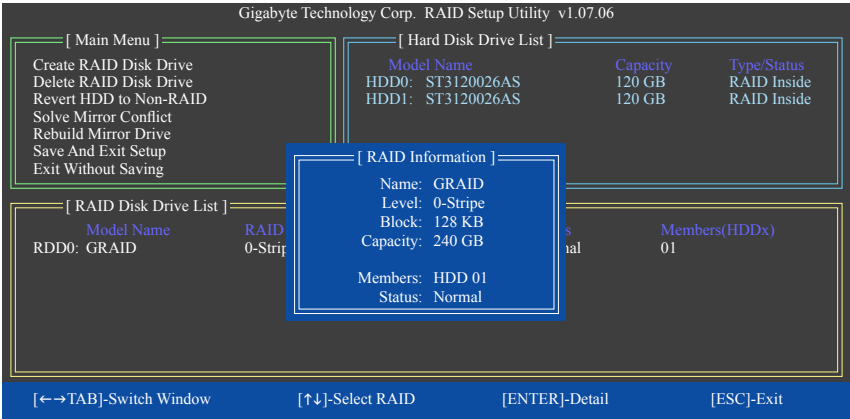 Gigabyte Technology Corp. RAID Setup Utility v1.07.06
[ Main Menu ]
Create RAID Disk Drive
Delete RAID Disk Drive
Revert HDD to Non-RAID
Solve Mirror Conflict
Rebuild Mirror Drive
Save And Exit Setup
Exit Without Saving
[ Hard Disk Drive List ]
Model Name Capacity Type/Status
HDD0: ST3120026AS 120 GB RAID Inside
HDD1: ST3120026AS 120 GB RAID Inside
[ RAID Information ]
Name: GRAID
Level: 0-Stripe
Block: 128 KB
Capacity: 240 GB
Members: HDD 01
Status: Normal
[ RAID Disk Drive List ]
Model Name RAID Members(HDDx)
RDD0: GRAID 0-Strip 01
[←→TAB]-Switch Window [↑↓]-Select RAID [ENTER]-Detail [ESC]-Exit